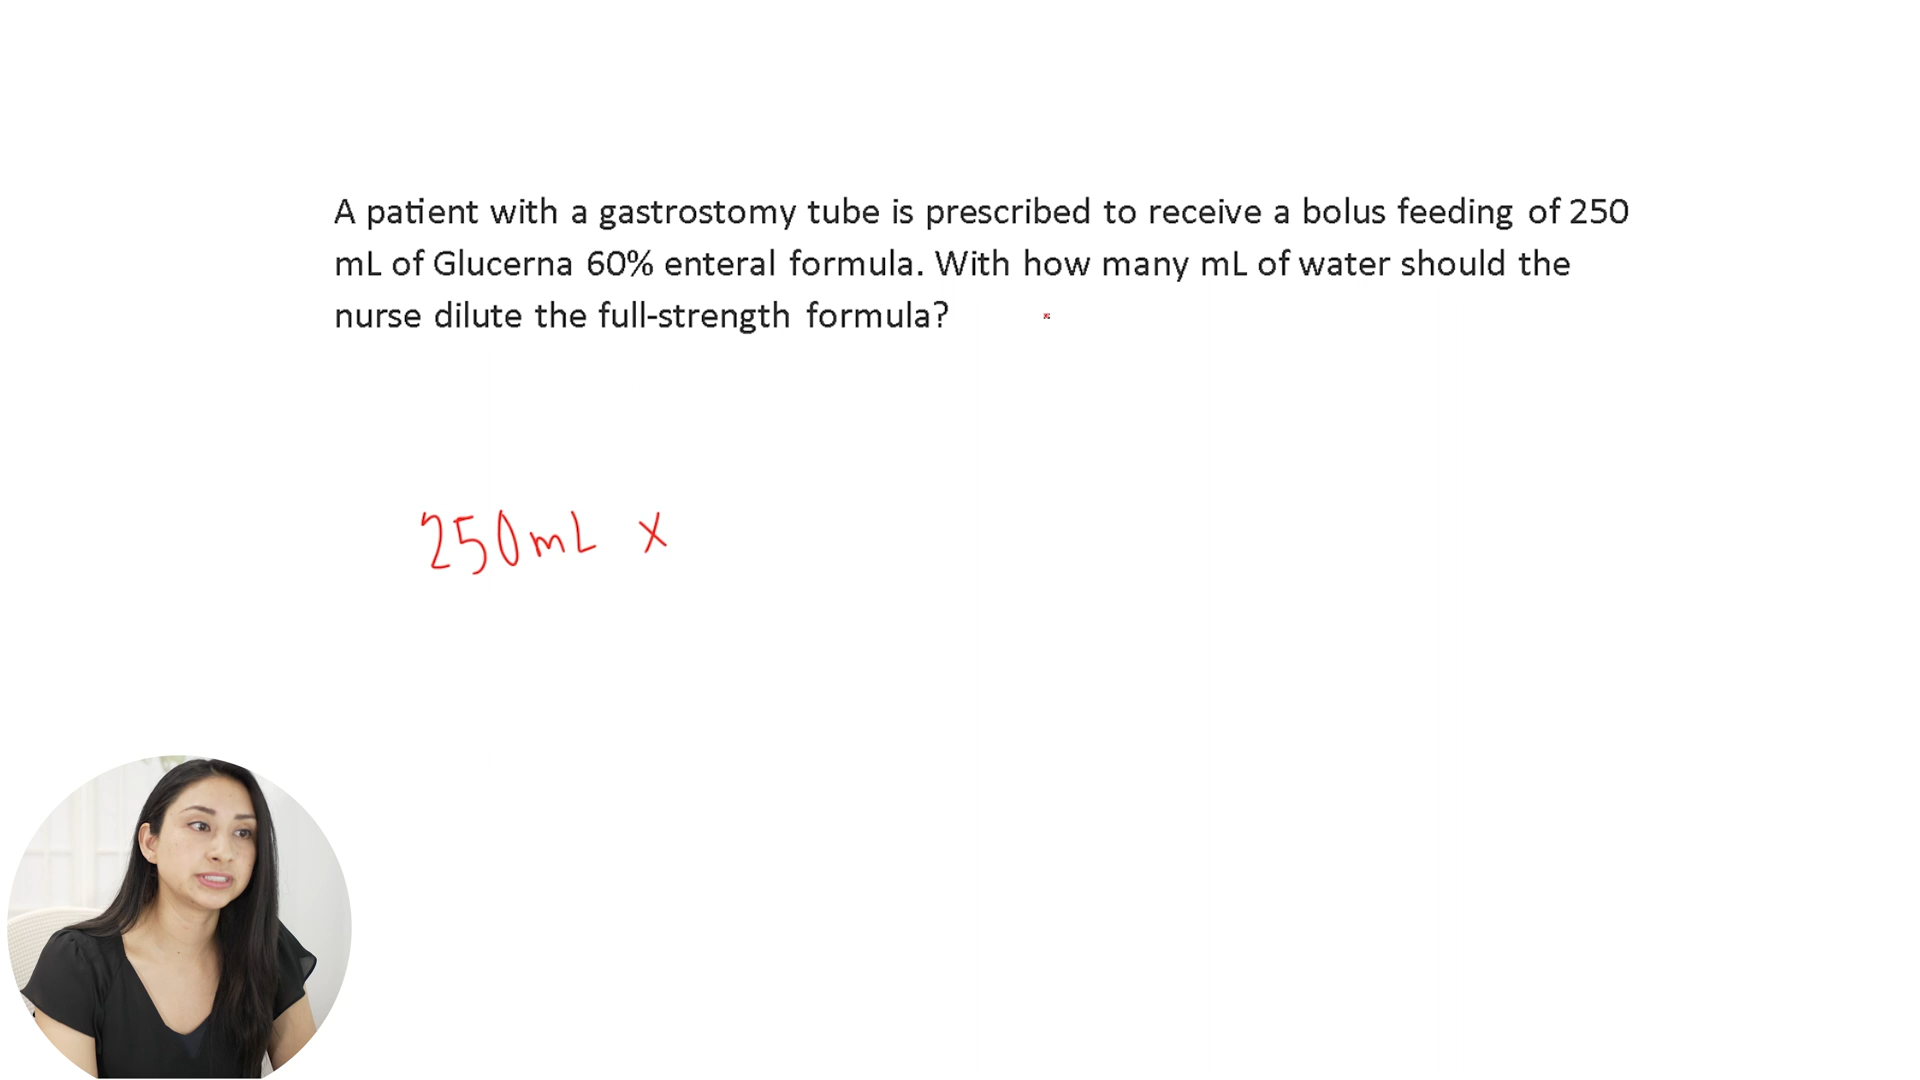 A patient with a gastrostomy tube is prescribed to receive a bolus feeding of 250
mL of Glucerna 60% enteral formula. With how many mL of water should the
nurse dilute the full-strength formula?
250mL x